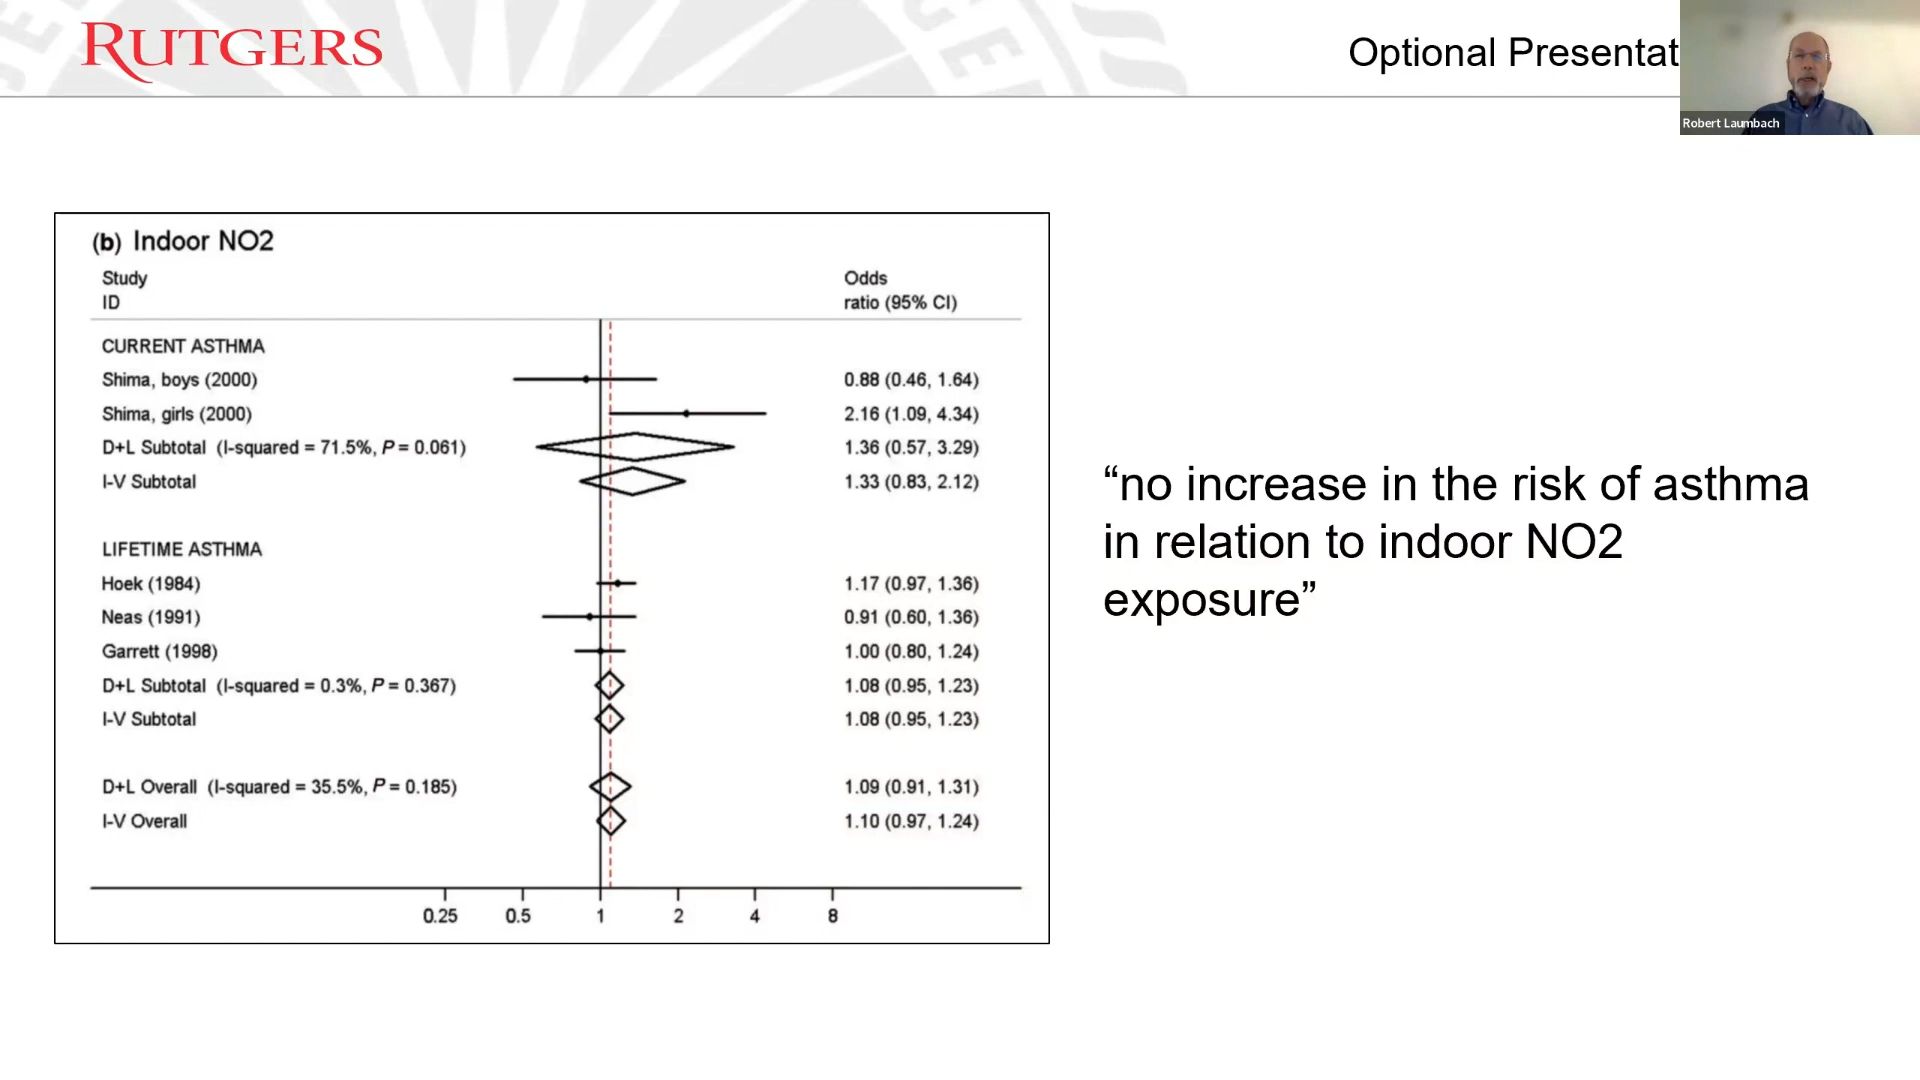 RUTGERS
Optional Presentat
Robert Laumbach
(b) Indoor NO2
Study
ID
Odds
ratio (95% CI)
CURRENT ASTHMA
Shima, boys (2000) 0.88 (0.46, 1.64)
Shima, girls (2000) 2.16 (1.09, 4.34)
D+L Subtotal (I-squared = 71.5%, P = 0.061) 1.36 (0.57, 3.29)
I-V Subtotal 1.33 (0.83, 2.12)
LIFETIME ASTHMA
Hoek (1984) 1.17 (0.97, 1.36)
Neas (1991) 0.91 (0.60, 1.36)
Garrett (1998) 1.00 (0.80, 1.24)
D+L Subtotal (I-squared = 0.3%, P = 0.367) 1.08 (0.95, 1.23)
I-V Subtotal 1.08 (0.95, 1.23)
D+L Overall (I-squared = 35.5%, P = 0.185) 1.09 (0.91, 1.31)
I-V Overall 1.10 (0.97, 1.24)
0.25 0.5 1 2 4 8
“no increase in the risk of asthma
in relation to indoor NO2
exposure”